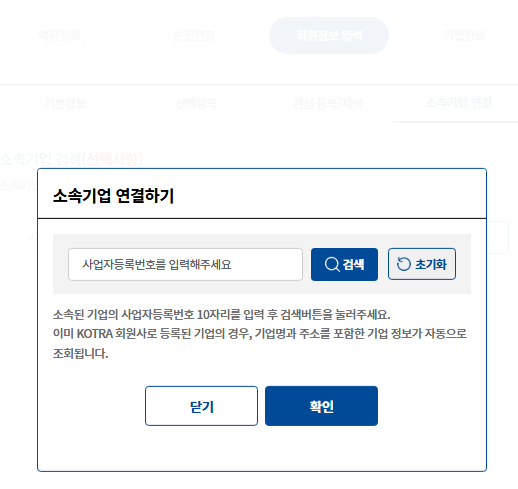 회원정보 입력
기본정보
관심 품목/지역
소속기업 연결
소속기업 검색(선택사항)
소속기업 연결하기
사업자등록번호를 입력해주세요
검색
초기화
소속된 기업의 사업자등록번호 10자리를 입력 후 검색버튼을 눌러주세요.
이미 KOTRA 회원사로 등록된 기업의 경우, 기업명과 주소를 포함한 기업 정보가 자동으로
조회됩니다.
닫기
확인